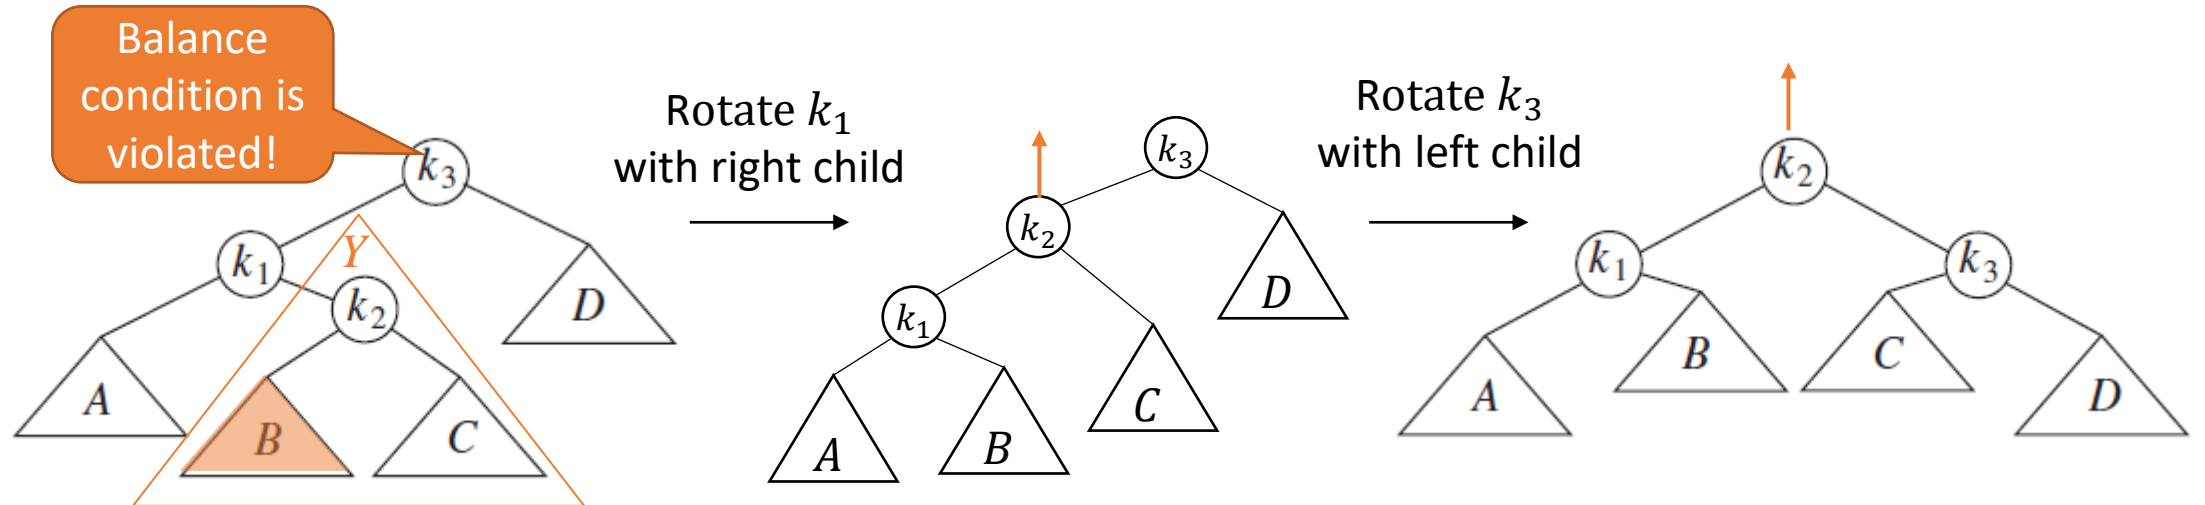 Balance
condition is
violated!
k₃
k₁
Y
k₂
D
A
B
C
Rotate k₁
with right child
k₃
k₂
D
k₁
C
A
B
Rotate k₃
with left child
k₂
k₁
k₃
B
C
A
D